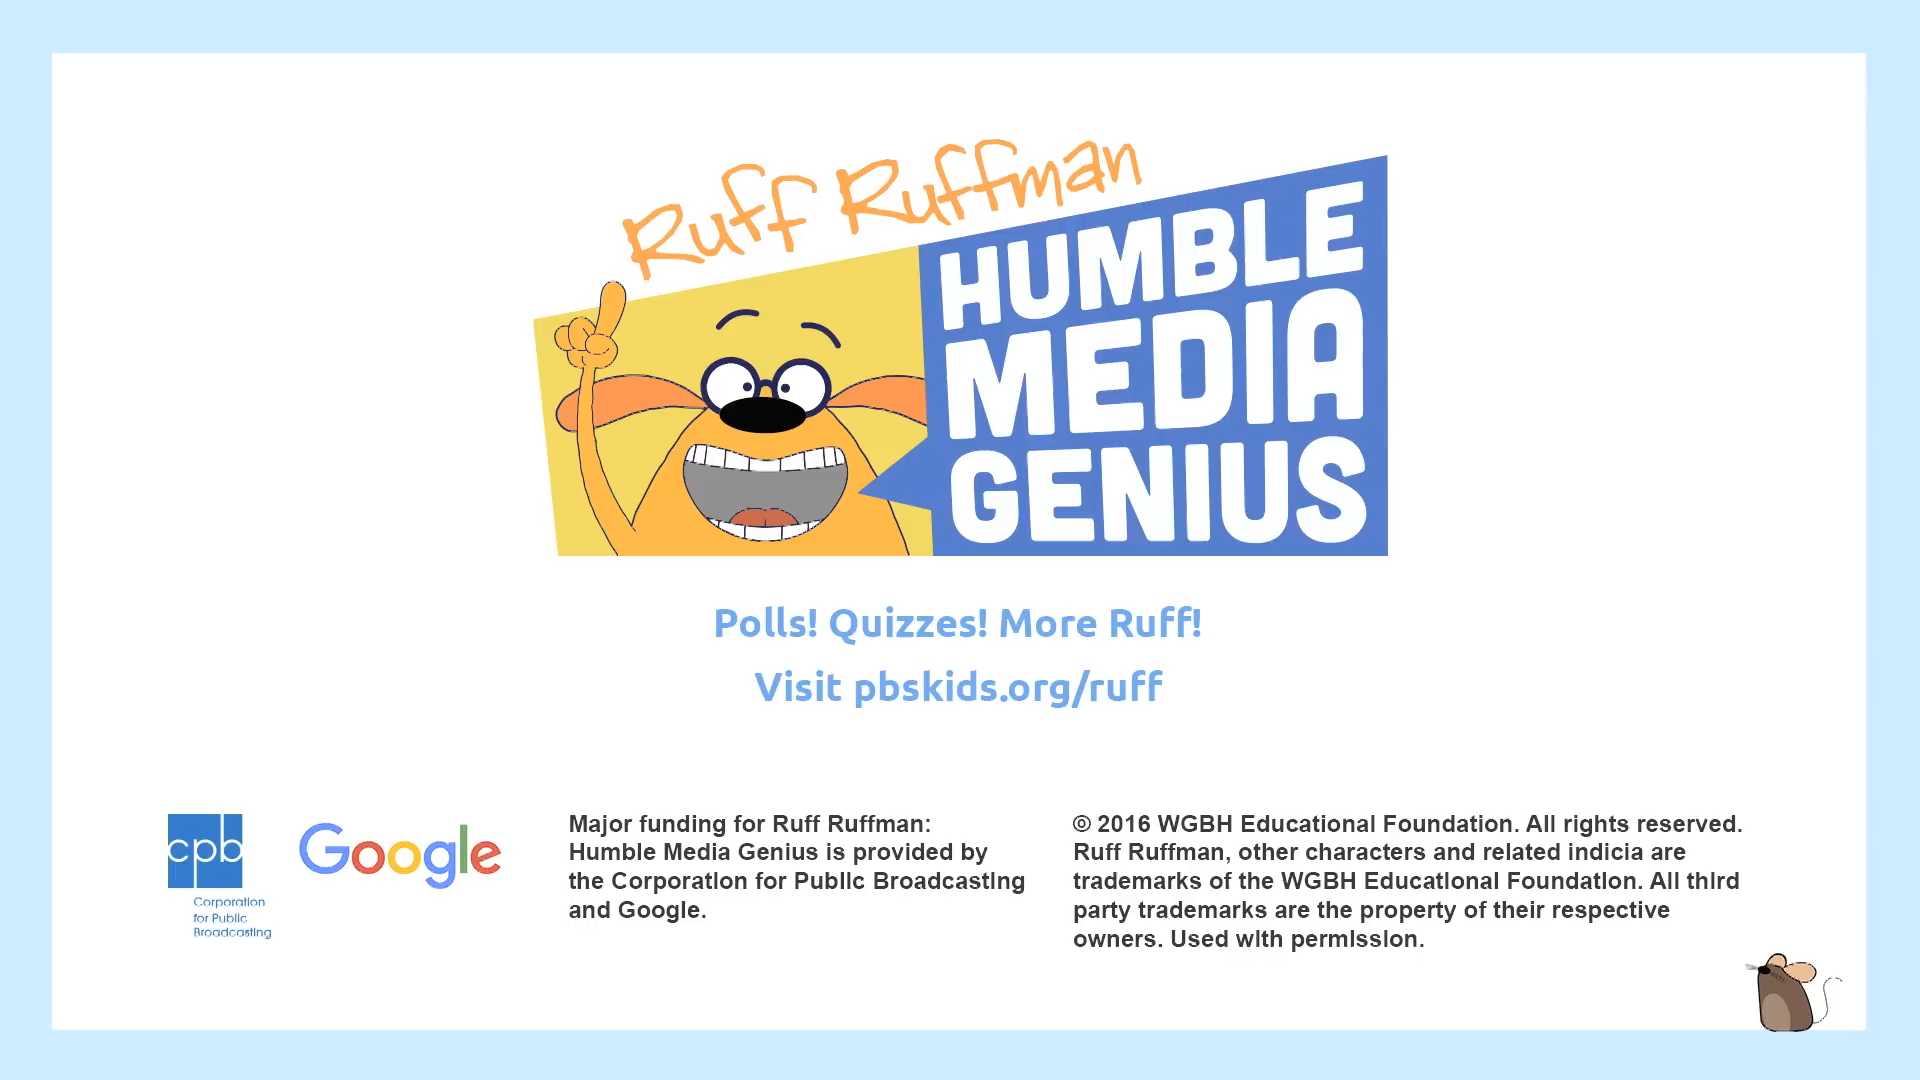 Ruff Ruffman
HUMBLE
MEDIA
GENIUS
Polls! Quizzes! More Ruff!
Visit pbskids.org/ruff
cpb
Corporation
for Public
Broadcasting
Google
Major funding for Ruff Ruffman:
Humble Media Genius is provided by
the Corporation for Public Broadcasting
and Google.
© 2016 WGBH Educational Foundation. All rights reserved.
Ruff Ruffman, other characters and related indicia are
trademarks of the WGBH Educational Foundation. All third
party trademarks are the property of their respective
owners. Used with permission.